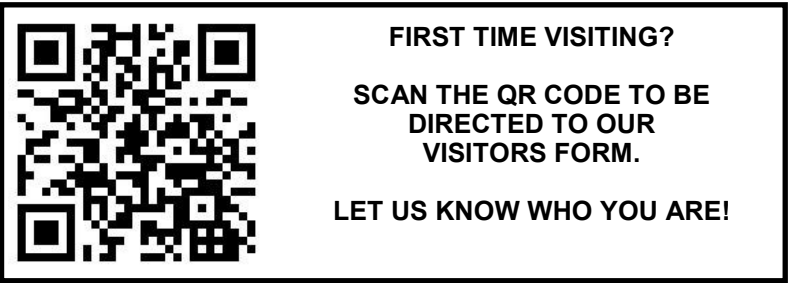 FIRST TIME VISITING?
SCAN THE QR CODE TO BE
DIRECTED TO OUR
VISITORS FORM.
LET US KNOW WHO YOU ARE!